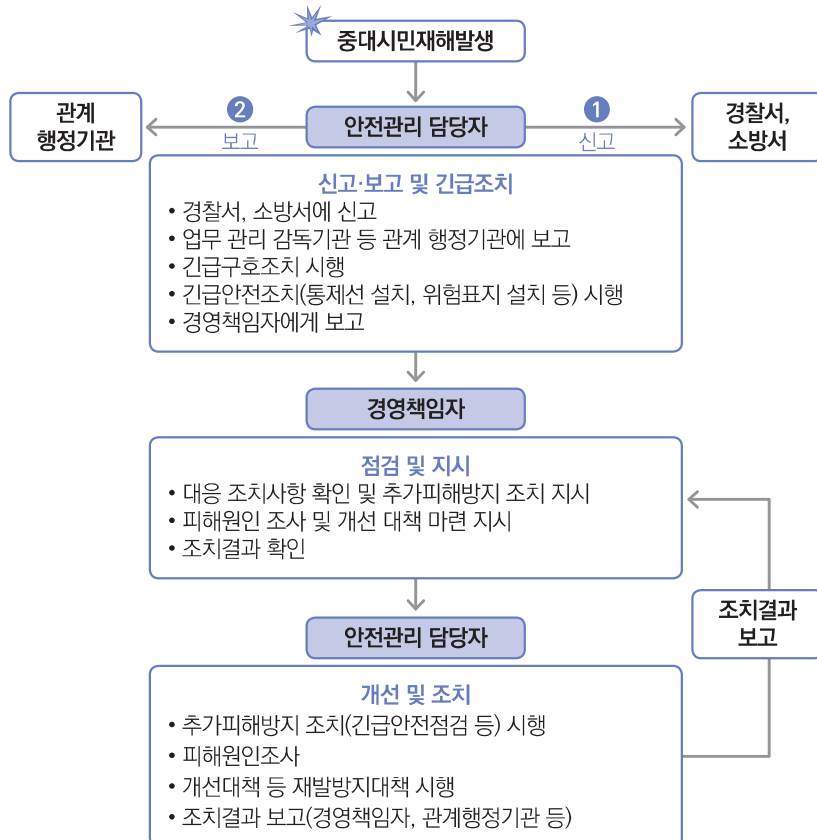 중대시민재해발생
관계
행정기관
2
보고
안전관리 담당자
1
신고
경찰서,
소방서
신고·보고 및 긴급조치
• 경찰서, 소방서에 신고
• 업무 관리 감독기관 등 관계 행정기관에 보고
• 긴급구호조치 시행
• 긴급안전조치(통제선 설치, 위험표지 설치 등) 시행
• 경영책임자에게 보고
경영책임자
점검 및 지시
• 대응 조치사항 확인 및 추가피해방지 조치 지시
• 피해원인 조사 및 개선 대책 마련 지시
• 조치결과 확인
안전관리 담당자
조치결과
보고
개선 및 조치
• 추가피해방지 조치(긴급안전점검 등) 시행
• 피해원인조사
• 개선대책 등 재발방지대책 시행
• 조치결과 보고(경영책임자, 관계행정기관 등)